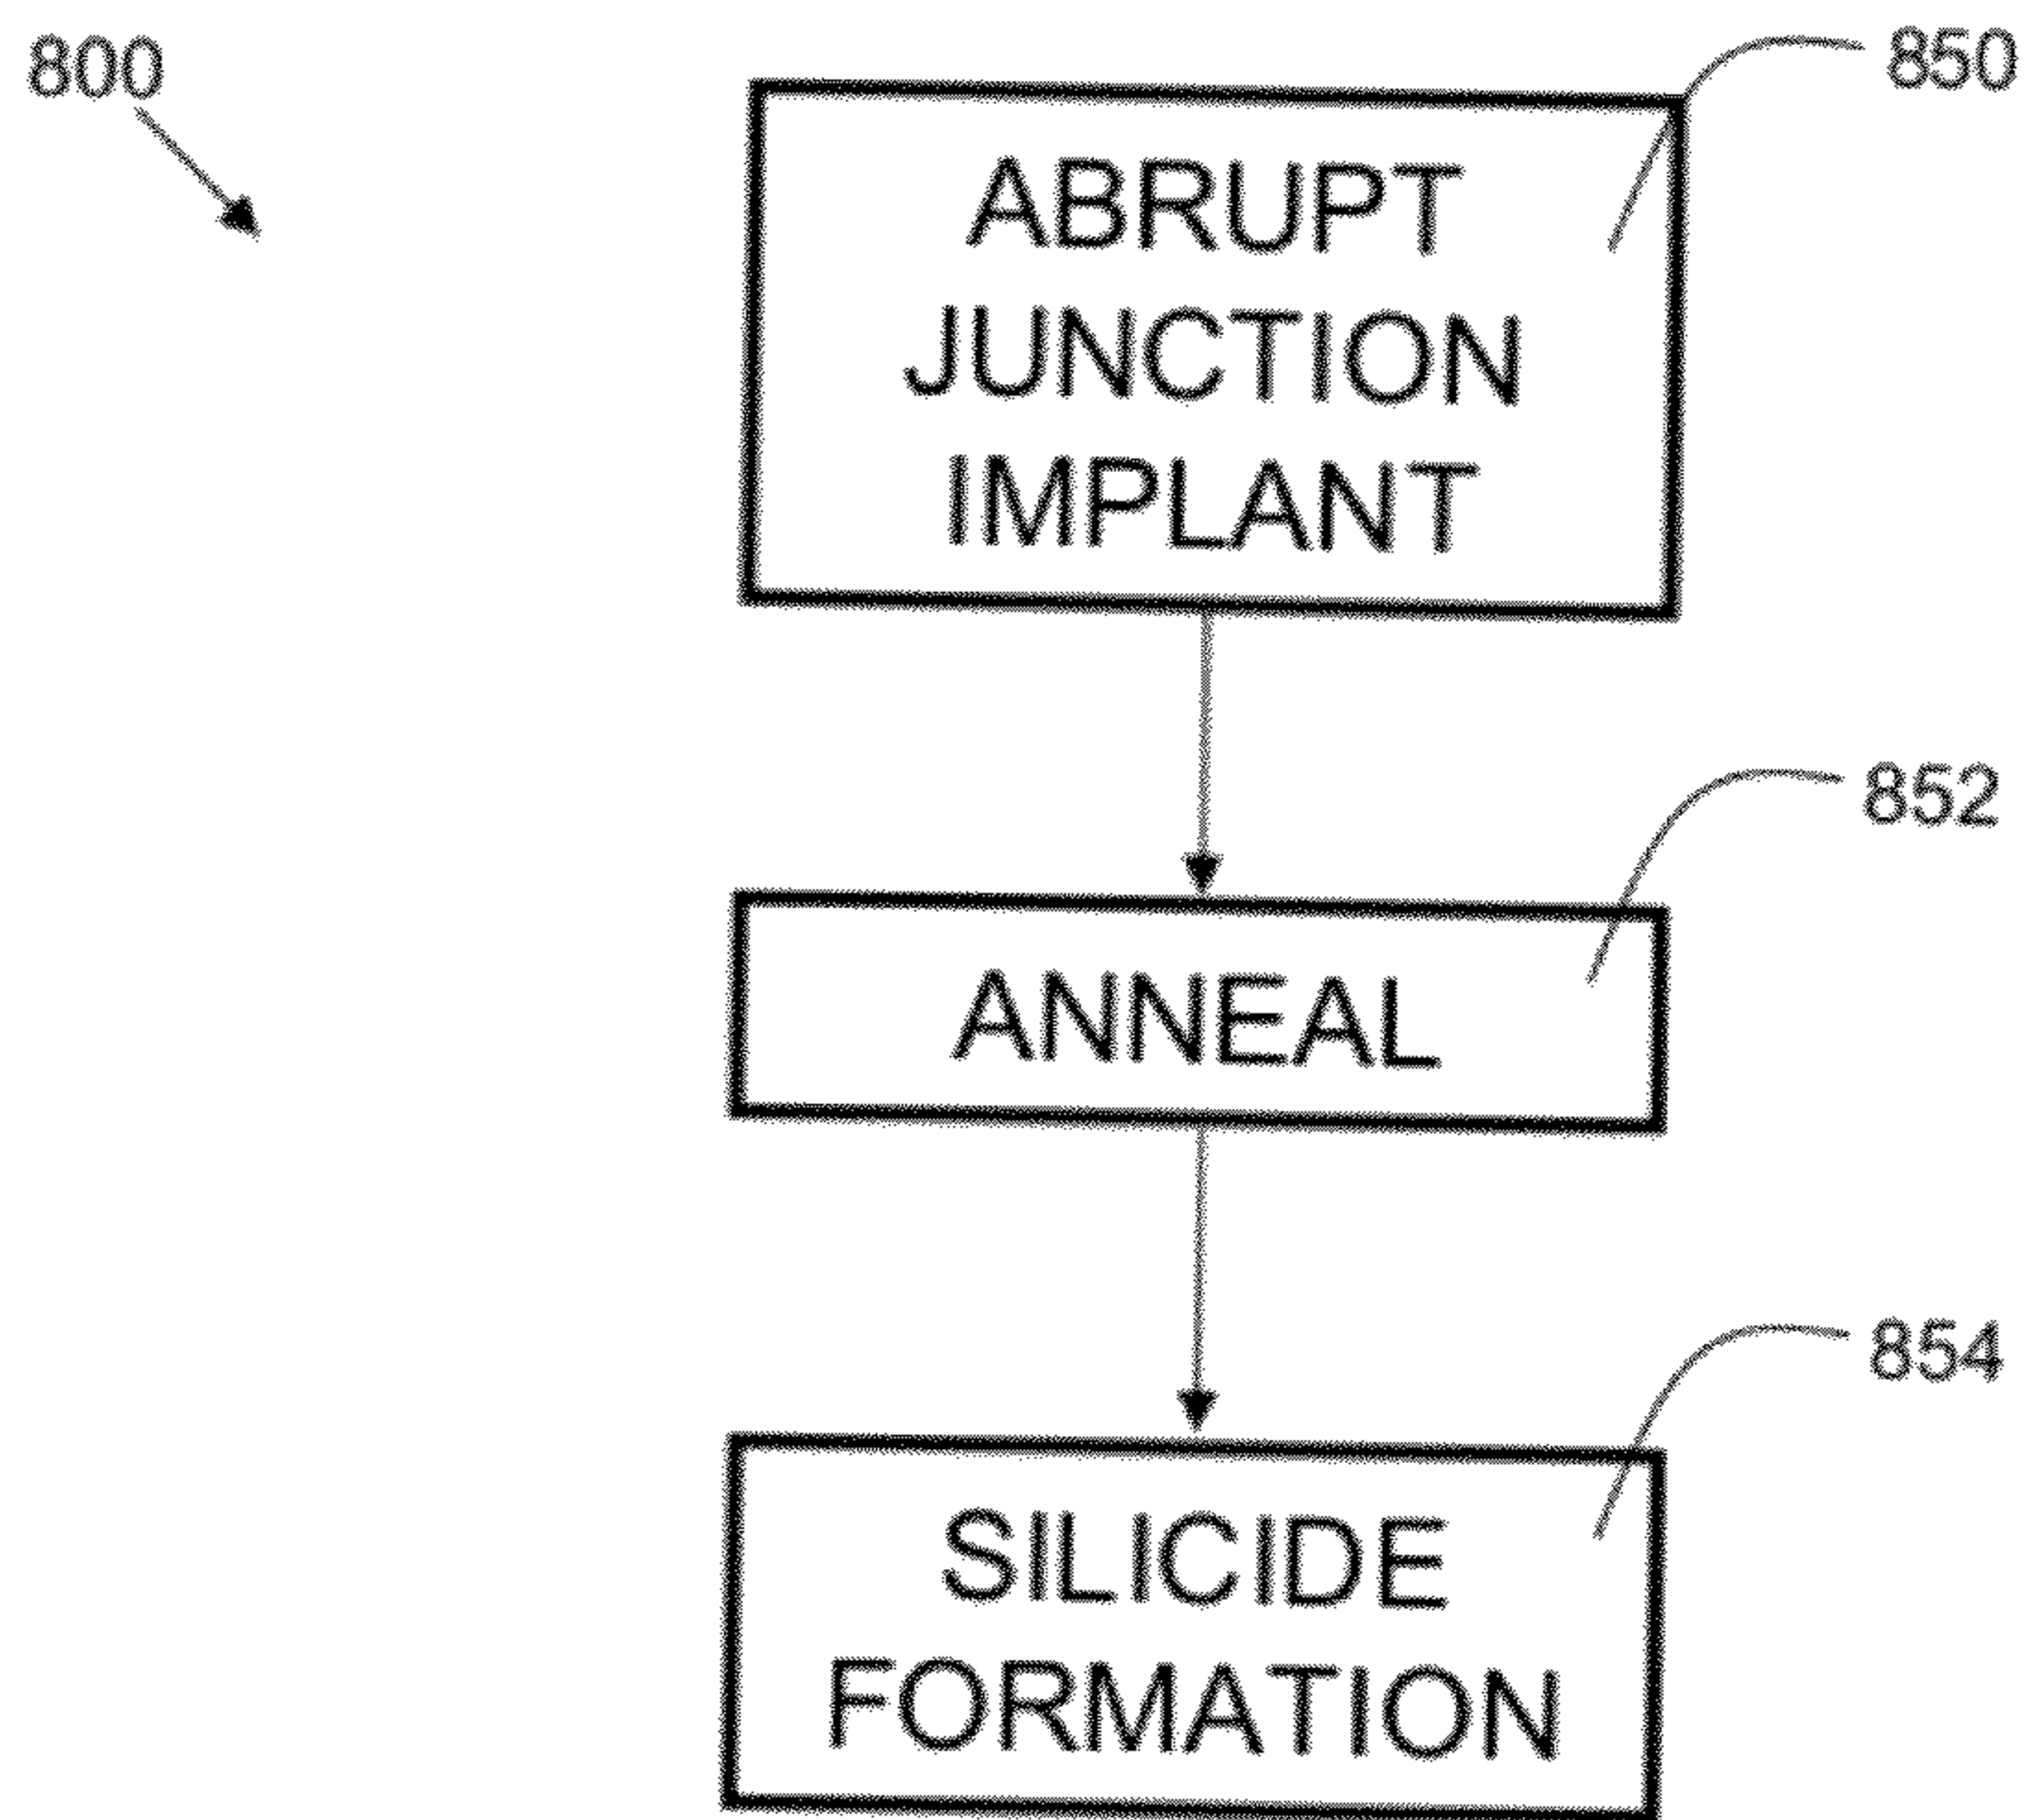 800
850
ABRUPT
JUNCTION
IMPLANT
852
ANNEAL
854
SILICIDE
FORMATION